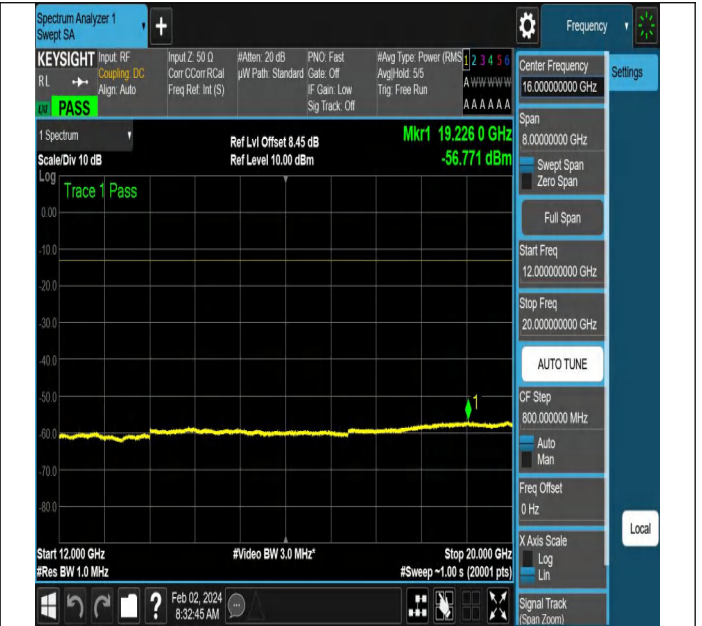 Spectrum Analyzer 1
Swept SA
Frequency
KEYSIGHT
RL
PASS
Input: RF
Coupling: DC
Align: Auto
Input Z: 50 Ω
Corr CCorr RCal
Freq Ref: Int (S)
#Atten: 20 dB
µW Path: Standard
PNO: Fast
Gate: Off
IF Gain: Low
Sig Track: Off
#Avg Type: Power (RMS
Avg|Hold: 5/5
Trig: Free Run
1 2 3 4 5 6
A W W W W W
A A A A A A
1 Spectrum
Scale/Div 10 dB
Ref Lvl Offset 8.45 dB
Ref Level 10.00 dBm
Mkr1 19.226 0 GHz
-56.771 dBm
Log
Trace 1 Pass
0.00
-10.0
-20.0
-30.0
-40.0
-50.0
-60.0
-70.0
-80.0
1
Start 12.000 GHz
#Res BW 1.0 MHz
#Video BW 3.0 MHz*
Stop 20.000 GHz
#Sweep ~1.00 s (20001 pts)
Center Frequency
16.000000000 GHz
Span
8.00000000 GHz
Swept Span
Zero Span
Full Span
Start Freq
12.000000000 GHz
Stop Freq
20.000000000 GHz
AUTO TUNE
CF Step
800.000000 MHz
Auto
Man
Freq Offset
0 Hz
X Axis Scale
Log
Lin
Signal Track
(Span Zoom)
Settings
Local
?
Feb 02, 2024
8:32:45 AM